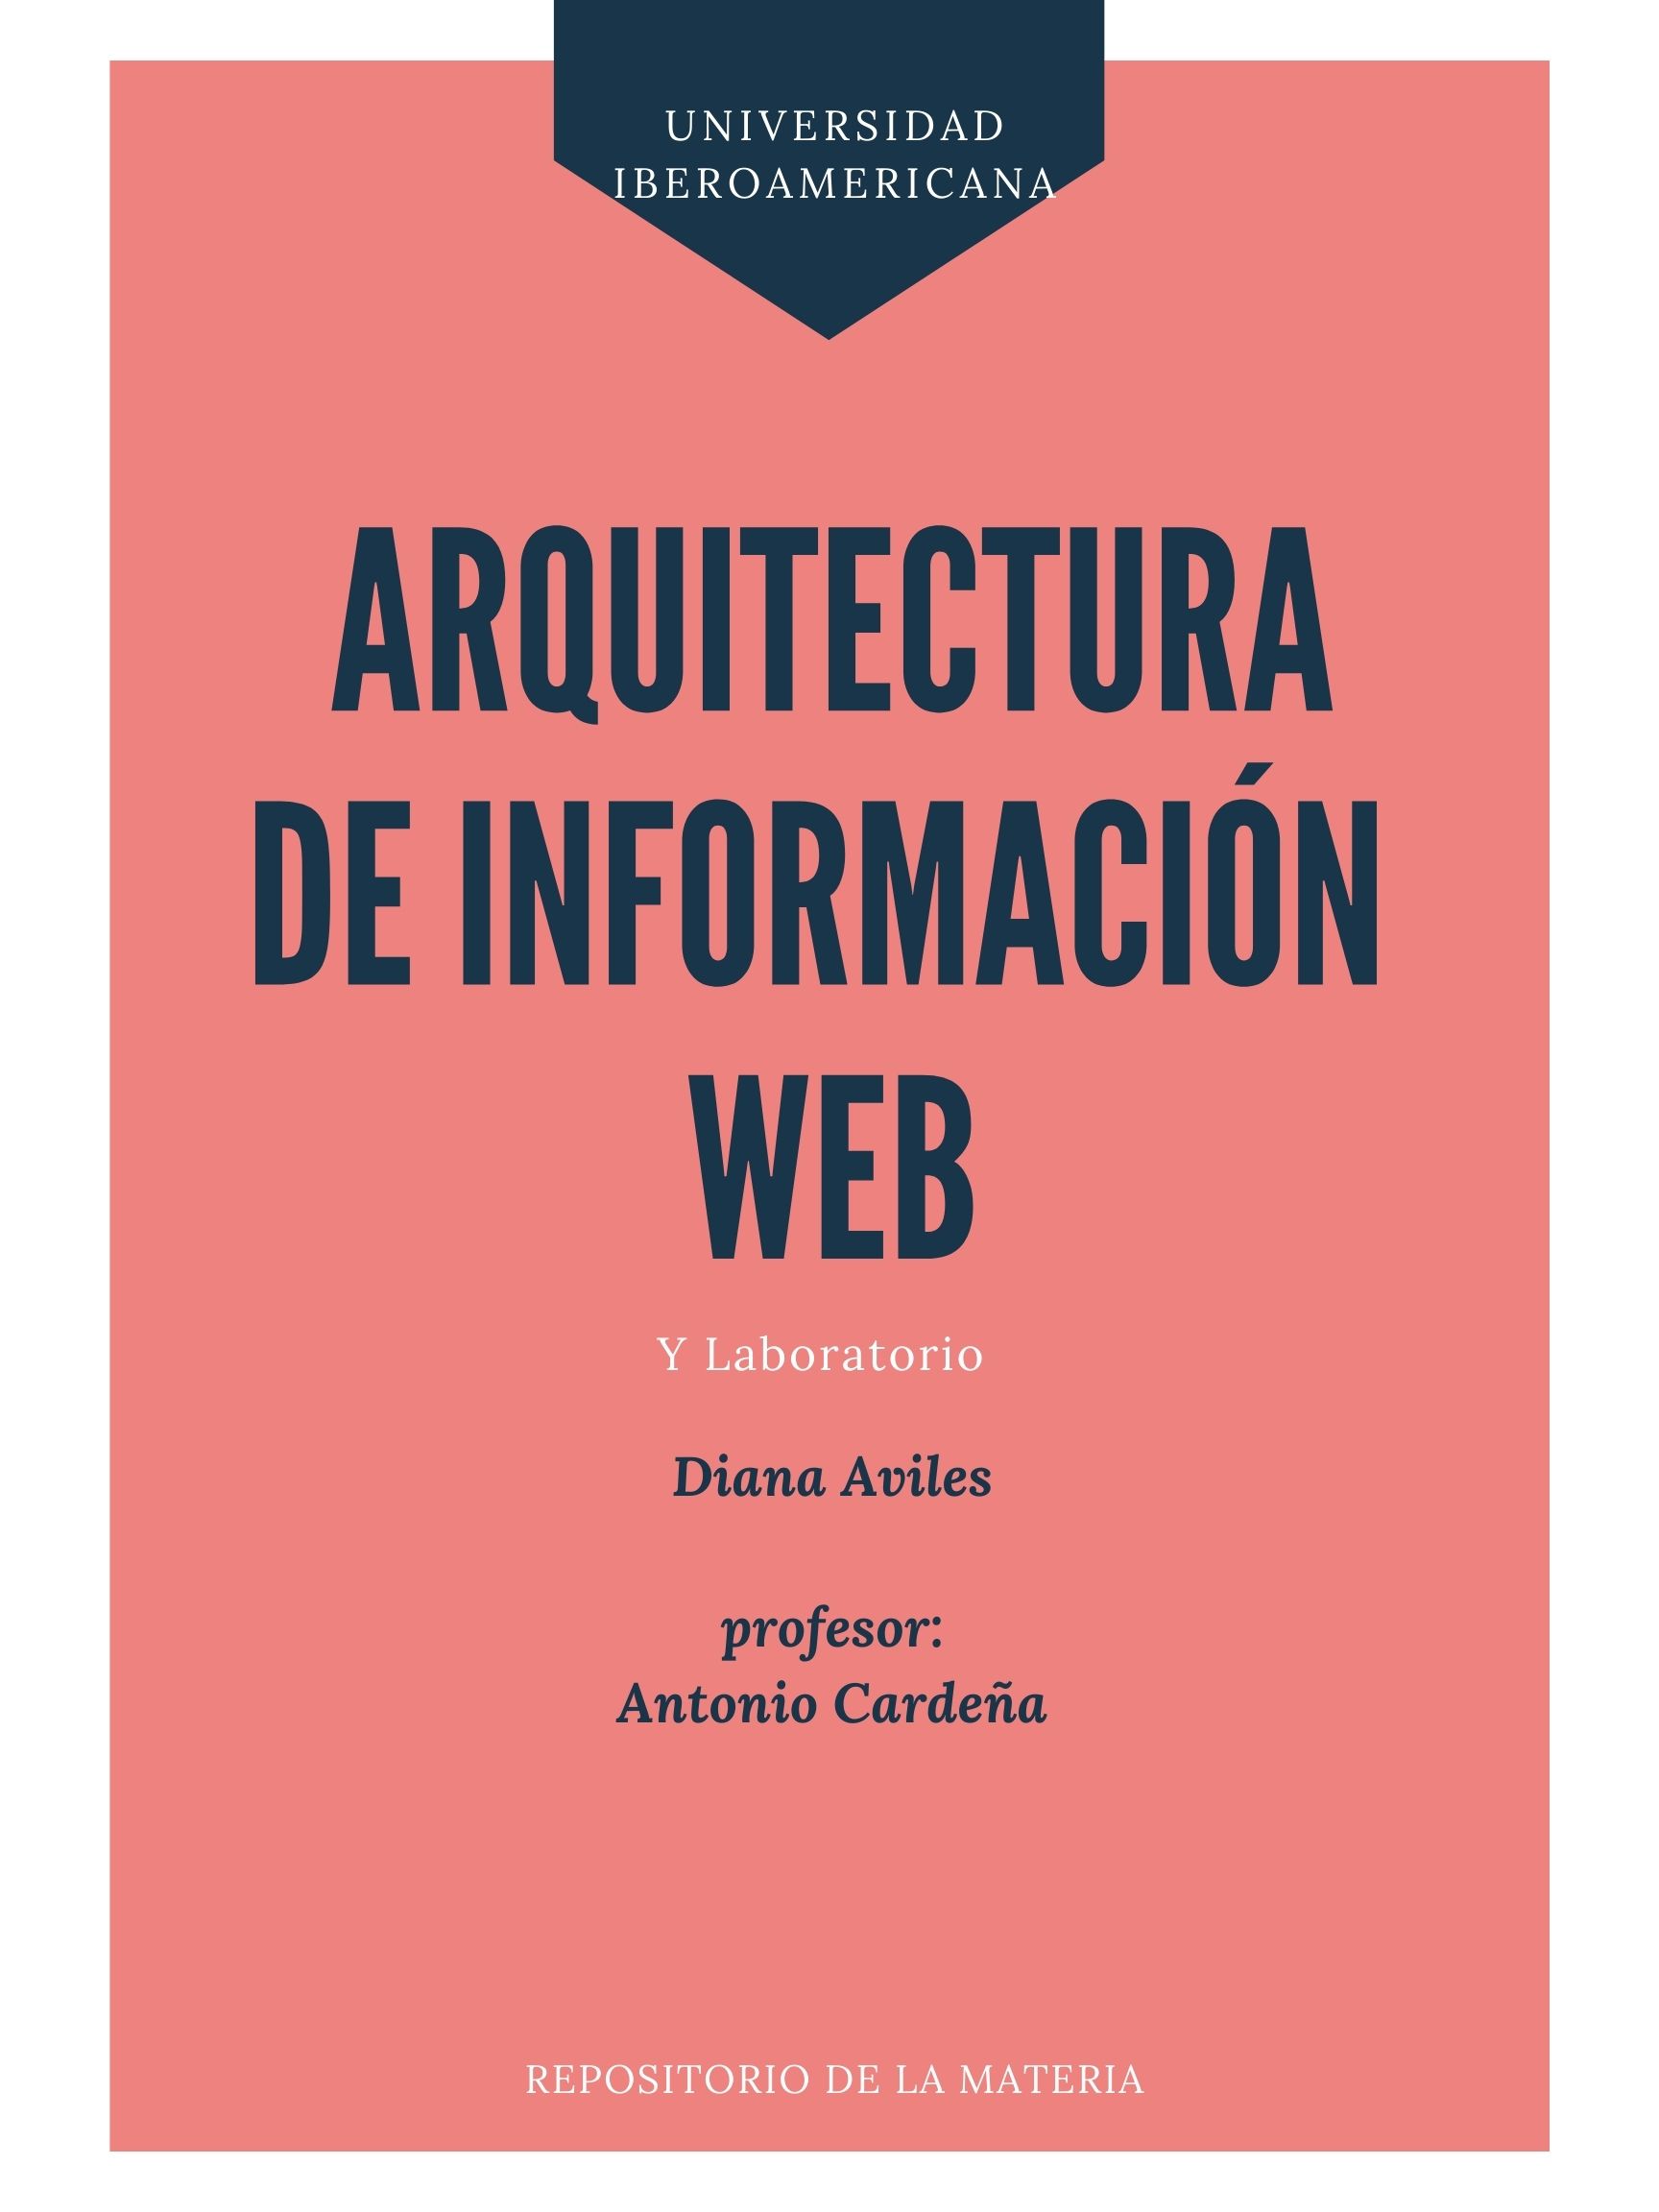 UNIVERSIDAD
IBEROAMERICANA
ARQUITECTURA
DE INFORMACIÓN
WEB
Y Laboratorio
Diana Aviles
profesor:
Antonio Cardeña
REPOSITORIO DE LA MATERIA